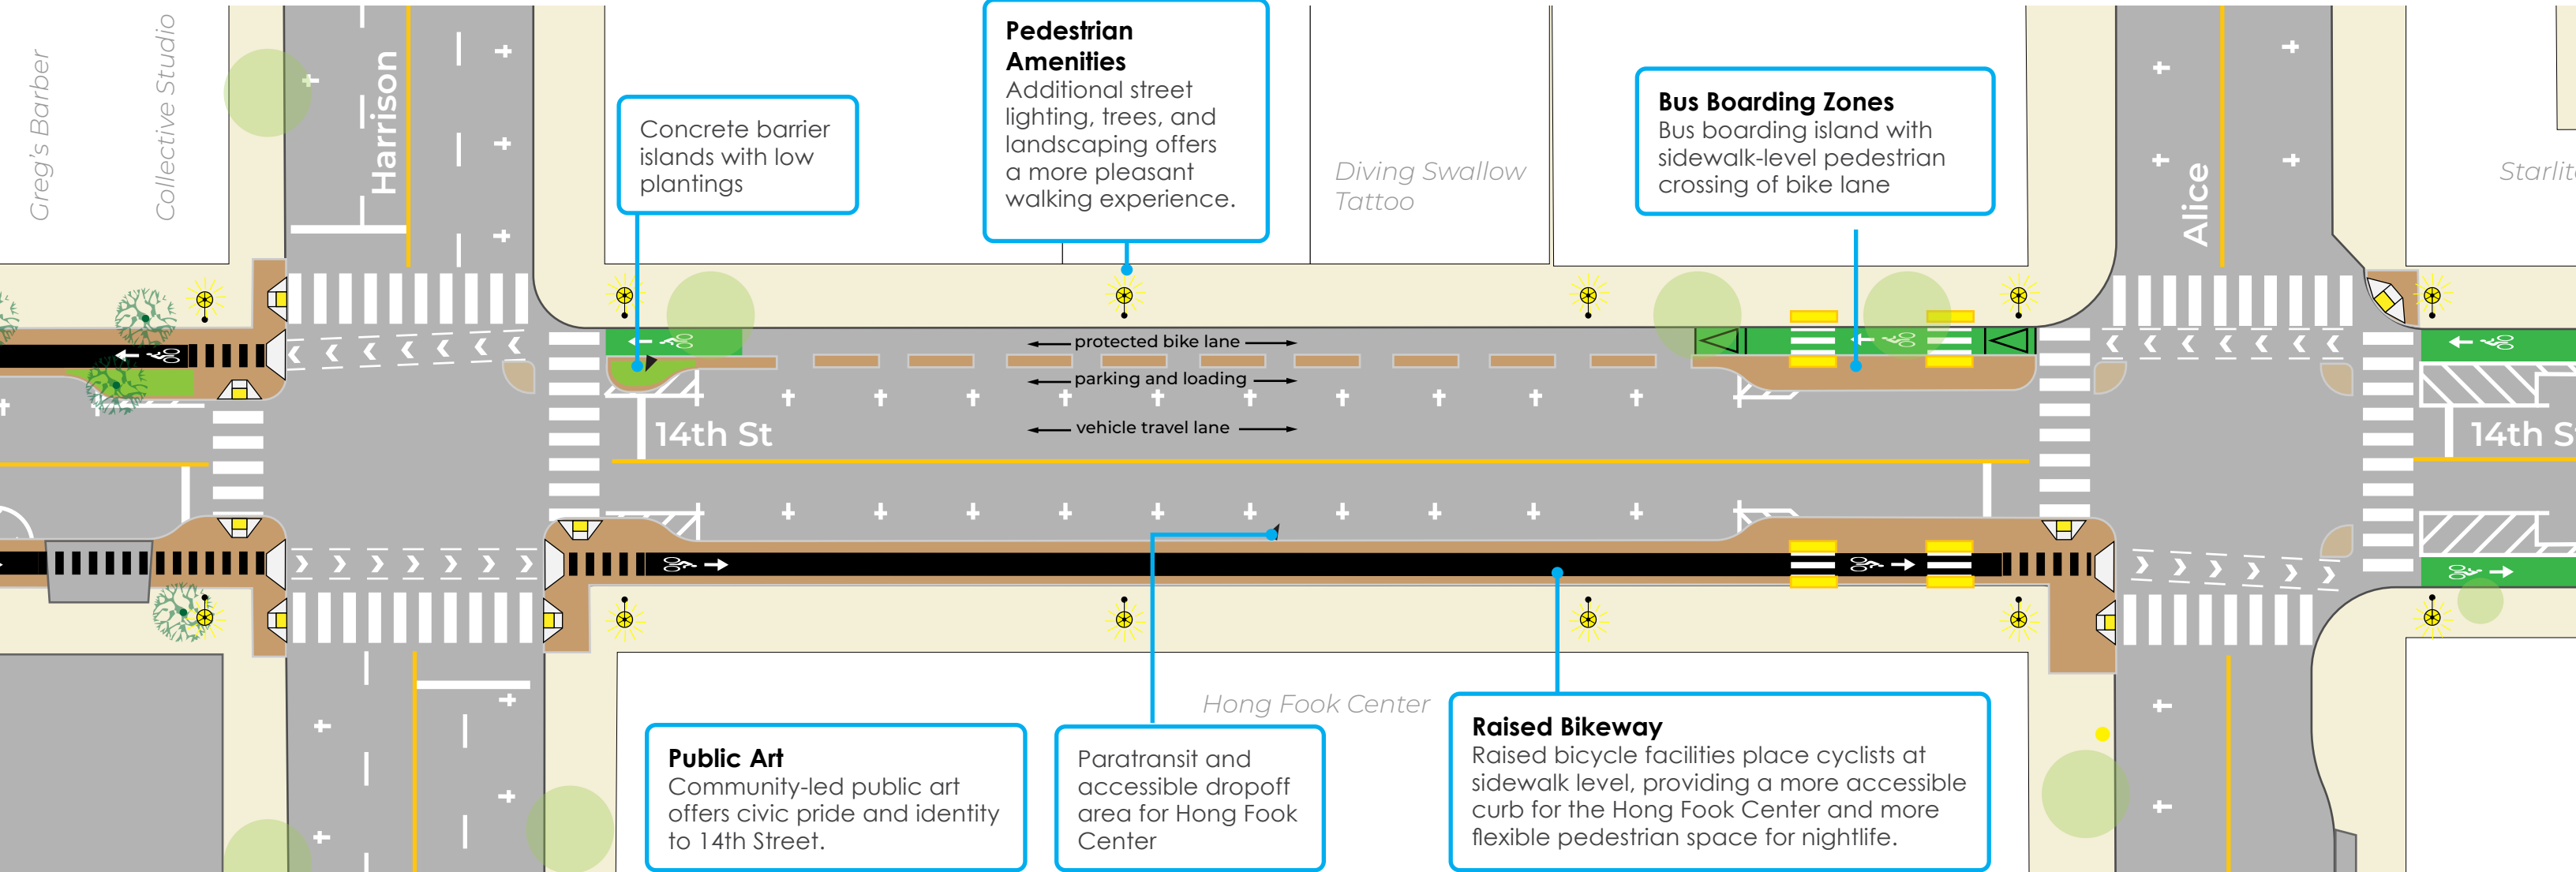 Greg's Barber
Collective Studio
Harrison
Concrete barrier
islands with low
plantings
Pedestrian
Amenities
Additional street
lighting, trees, and
landscaping offers
a more pleasant
walking experience.
Diving Swallow
Tattoo
Bus Boarding Zones
Bus boarding island with
sidewalk-level pedestrian
crossing of bike lane
Alice
protected bike lane
parking and loading
vehicle travel lane
14th St
14th
Hong Fook Center
Public Art
Community-led public art
offers civic pride and identity
to 14th Street.
Paratransit and
accessible dropoff
area for Hong Fook
Center
Raised Bikeway
Raised bicycle facilities place cyclists at
sidewalk level, providing a more accessible
curb for the Hong Fook Center and more
flexible pedestrian space for nightlife.